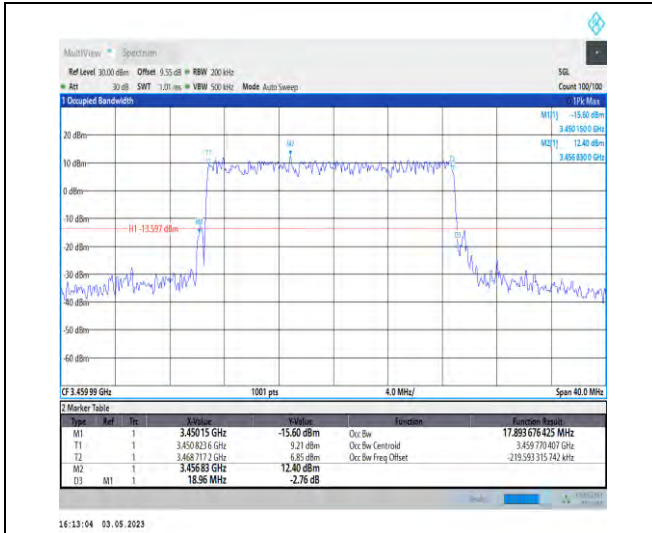 MultiView Spectrum
Ref Level 30.00 dBm Offset 9.55 dB RBW 200 kHz SGL
Att 30 dB SWT 1.01 ms VBW 500 kHz Mode Auto Sweep Count 100/100
1 Occupied Bandwidth 1Pk Max
M1[1] -15.60 dBm
3.450 150 0 GHz
M2[1] 12.40 dBm
3.456 830 0 GHz
20 dBm
10 dBm
0 dBm
-10 dBm
H1 -13.597 dBm
-20 dBm
-30 dBm
-40 dBm
-50 dBm
-60 dBm
T1
M2
T2
M1
D3
CF 3.459 99 GHz 1001 pts 4.0 MHz/ Span 40.0 MHz
2 Marker Table
Type Ref Trc X-Value Y-Value Function Function Result
M1 1 3.450 15 GHz -15.60 dBm Occ Bw 17.893 676 425 MHz
T1 1 3.450 823 6 GHz 9.21 dBm Occ Bw Centroid 3.459 770 407 GHz
T2 1 3.468 717 2 GHz 6.85 dBm Occ Bw Freq Offset -219.593 315 742 kHz
M2 1 3.456 83 GHz 12.40 dBm
D3 M1 1 18.96 MHz -2.76 dB
16:13:04 03.05.2023